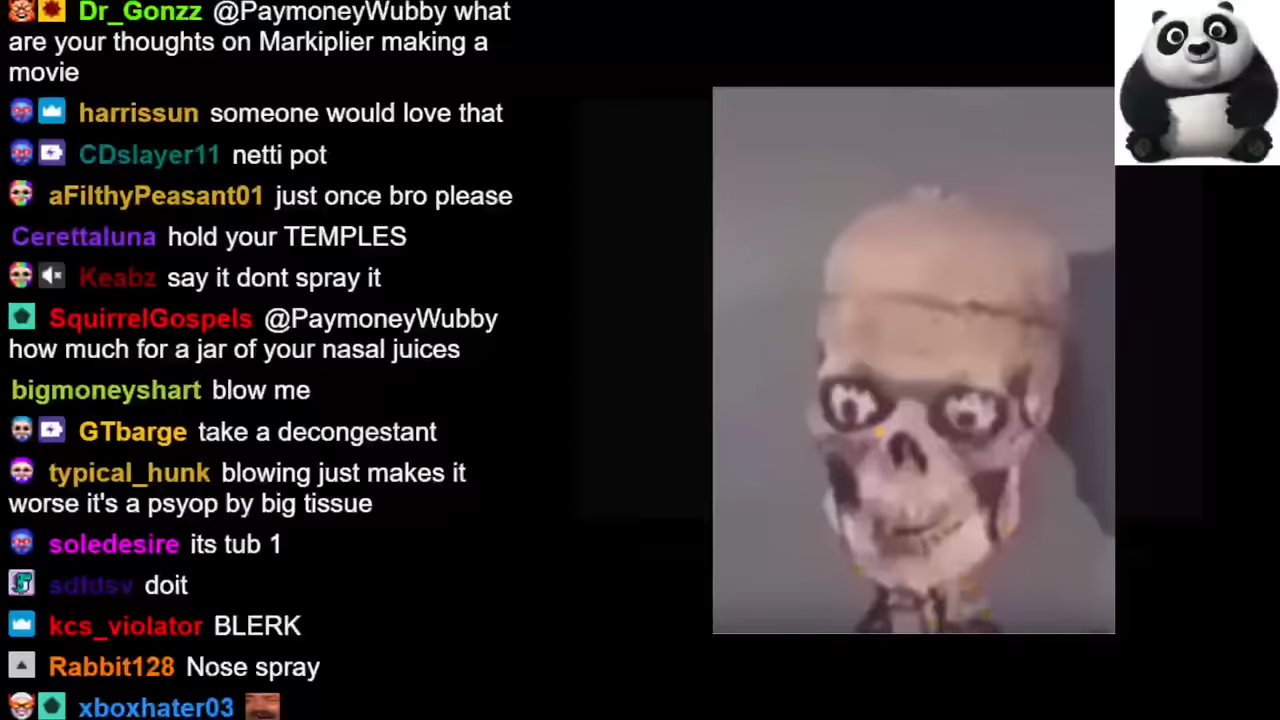 Dr_Gonzz @PaymoneyWubby what
are your thoughts on Markiplier making a
movie
harrissun someone would love that
CDslayer11 netti pot
aFilthyPeasant01 just once bro please
Cerettaluna hold your TEMPLES
Keabz say it dont spray it
SquirrelGospels @PaymoneyWubby
how much for a jar of your nasal juices
bigmoneyshart blow me
GTbarge take a decongestant
typical_hunk blowing just makes it
worse it's a psyop by big tissue
soledesire its tub 1
sdfdsv doit
kcs_violator BLERK
Rabbit128 Nose spray
xboxhater03